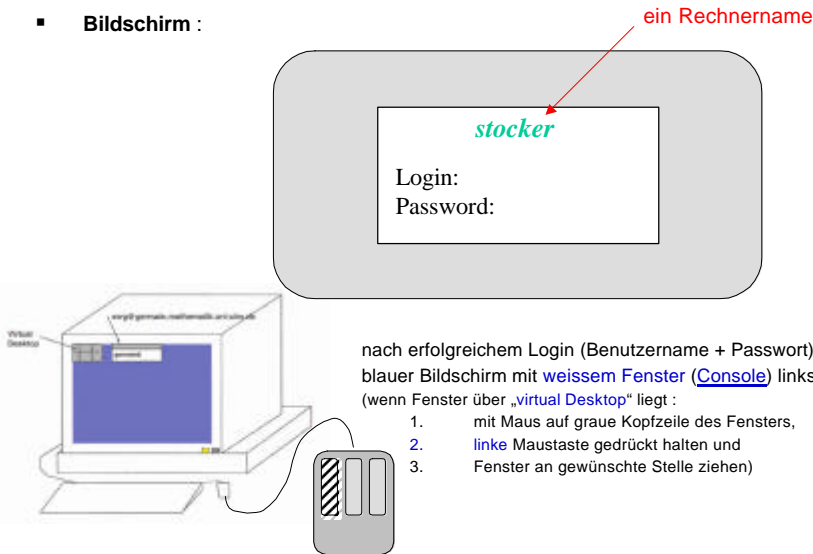 ein Rechnername
▪ Bildschirm :
stocker
Login:
Password:
Virtual
Desktop
nach erfolgreichem Login (Benutzername + Passwort)
blauer Bildschirm mit weissem Fenster (Console) links
(wenn Fenster über „virtual Desktop“ liegt :
1. mit Maus auf graue Kopfzeile des Fensters,
2. linke Maustaste gedrückt halten und
3. Fenster an gewünschte Stelle ziehen)